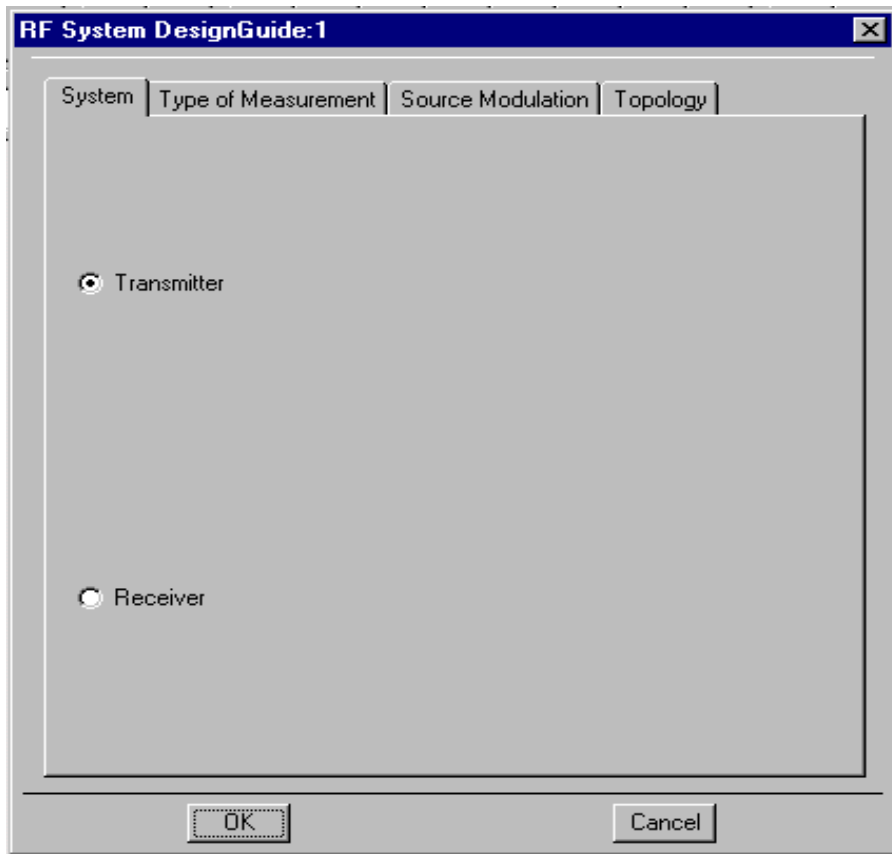 RF System DesignGuide:1
System Type of Measurement Source Modulation Topology
Transmitter
Receiver
OK Cancel